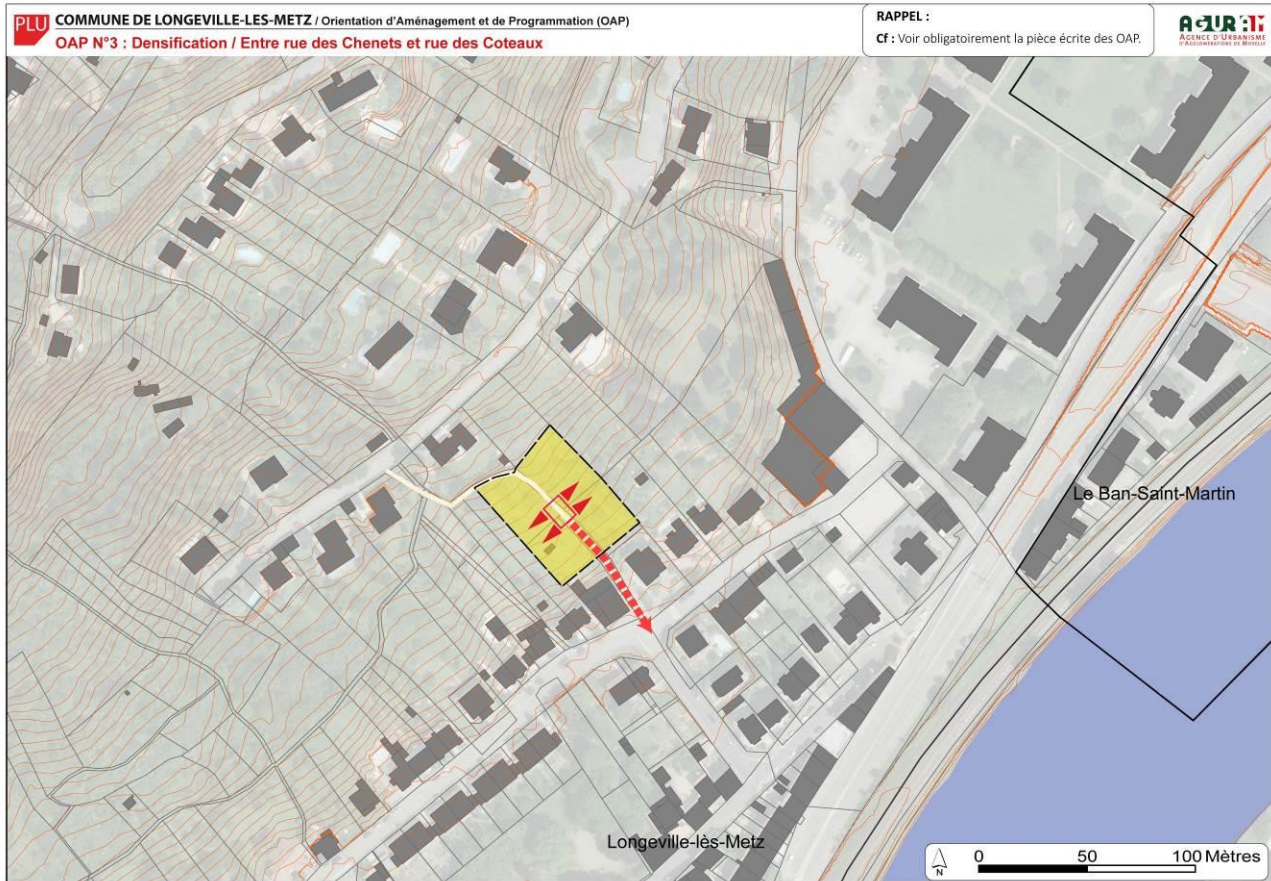 PLU
COMMUNE DE LONGEVILLE-LES-METZ / Orientation d'Aménagement et de Programmation (OAP)
OAP N°3 : Densification / Entre rue des Chenets et rue des Coteaux
RAPPEL :
Cf : Voir obligatoirement la pièce écrite des OAP.
AGURAM
AGENCE D'URBANISME
D'AGGLOMÉRATIONS DE MOSELLE
Le Ban-Saint-Martin
Longeville-lès-Metz
N
0 50 100 Mètres